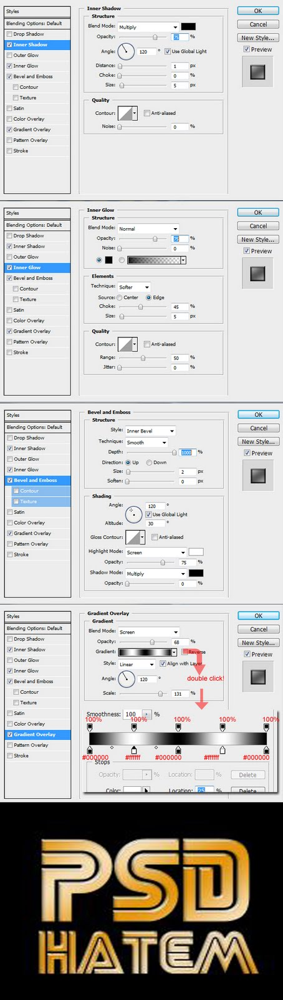 Styles
Blending Options: Default
Drop Shadow
Inner Shadow
Outer Glow
Inner Glow
Bevel and Emboss
Contour
Texture
Satin
Color Overlay
Gradient Overlay
Pattern Overlay
Stroke
Inner Shadow
Structure
Blend Mode: Multiply
Opacity: 75 %
Angle: 120 ° Use Global Light
Distance: 1 px
Choke: 0 %
Size: 5 px
Quality
Contour: Anti-aliased
Noise: 0 %
OK
Cancel
New Style...
Preview
Styles
Blending Options: Default
Drop Shadow
Inner Shadow
Outer Glow
Inner Glow
Bevel and Emboss
Contour
Texture
Satin
Color Overlay
Gradient Overlay
Pattern Overlay
Stroke
Inner Glow
Structure
Blend Mode: Normal
Opacity: 75 %
Noise: 0 %
Elements
Technique: Softer
Source: Center Edge
Choke: 45 %
Size: 5 px
Quality
Contour: Anti-aliased
Range: 50 %
Jitter: 0 %
OK
Cancel
New Style...
Preview
Styles
Blending Options: Default
Drop Shadow
Inner Shadow
Outer Glow
Inner Glow
Bevel and Emboss
Contour
Texture
Satin
Color Overlay
Gradient Overlay
Pattern Overlay
Stroke
Bevel and Emboss
Structure
Style: Inner Bevel
Technique: Smooth
Depth: 1000 %
Direction: Up Down
Size: 2 px
Soften: 0 px
Shading
Angle: 120 °
Use Global Light
Altitude: 30 °
Gloss Contour: Anti-aliased
Highlight Mode: Screen
Opacity: 75 %
Shadow Mode: Multiply
Opacity: 0 %
OK
Cancel
New Style...
Preview
Styles
Blending Options: Default
Drop Shadow
Inner Shadow
Outer Glow
Inner Glow
Bevel and Emboss
Contour
Texture
Satin
Color Overlay
Gradient Overlay
Pattern Overlay
Stroke
Gradient Overlay
Gradient
Blend Mode: Screen
Opacity: 68 %
Gradient: Reverse
Style: Linear Align with Layer
Angle: 120 °
double click!
Scale: 131 %
OK
Cancel
New Style...
Preview
Smoothness: 100 %
100% 100% 100% 100% 100%
#000000 #ffffff #000000 #ffffff #000000
Stops
Opacity: % Location: % Delete
Color: Location: 25 % Delete
PSD
HATEM